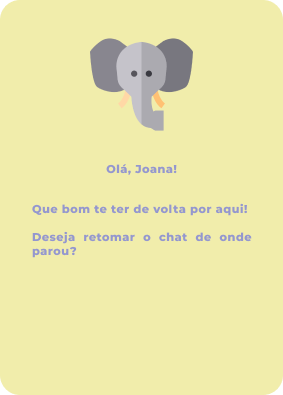 Olá, Joana!
Que bom te ter de volta por aqui!
Deseja retomar o chat de onde
parou?